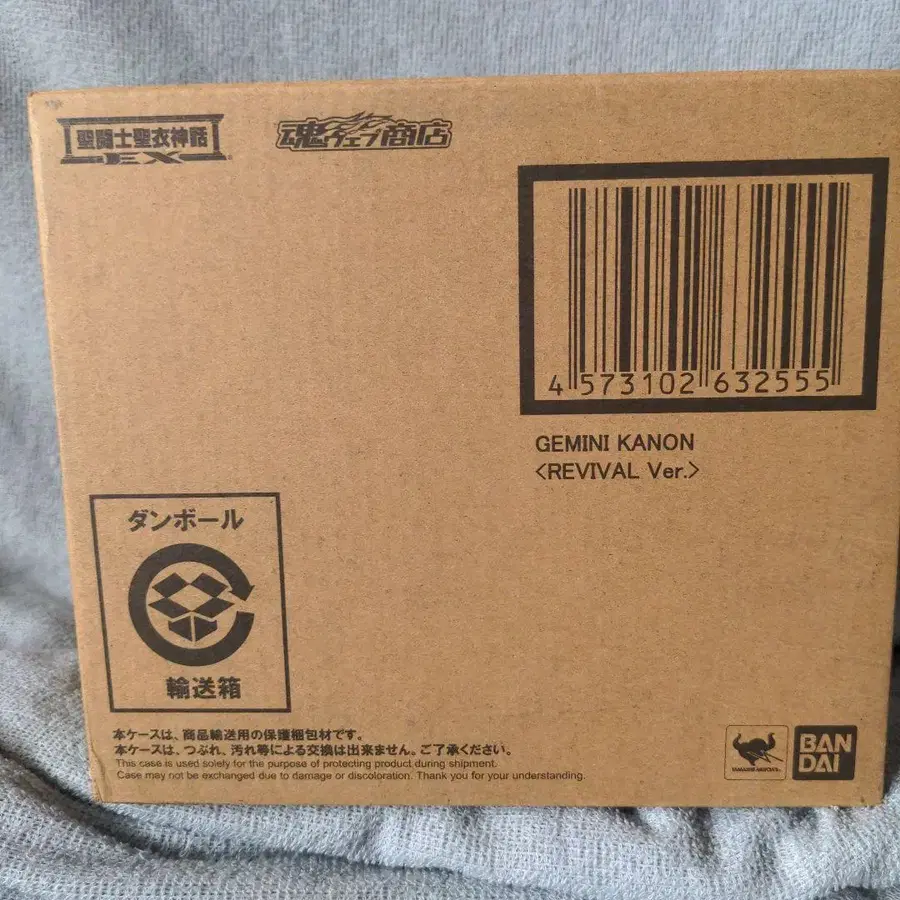 聖闘士聖衣神話
EX
魂ウェブ商店
4 573102 632555
GEMINI KANON
<REVIVAL Ver.>
ダンボール
輸送箱
本ケースは、商品輸送用の保護梱包材です。
本ケースは、つぶれ、汚れ等による交換は出来ません。ご了承ください。
This case is used solely for the purpose of protecting product during shipment.
Case may not be exchanged due to damage or discoloration. Thank you for your understanding.
BAN
DAI